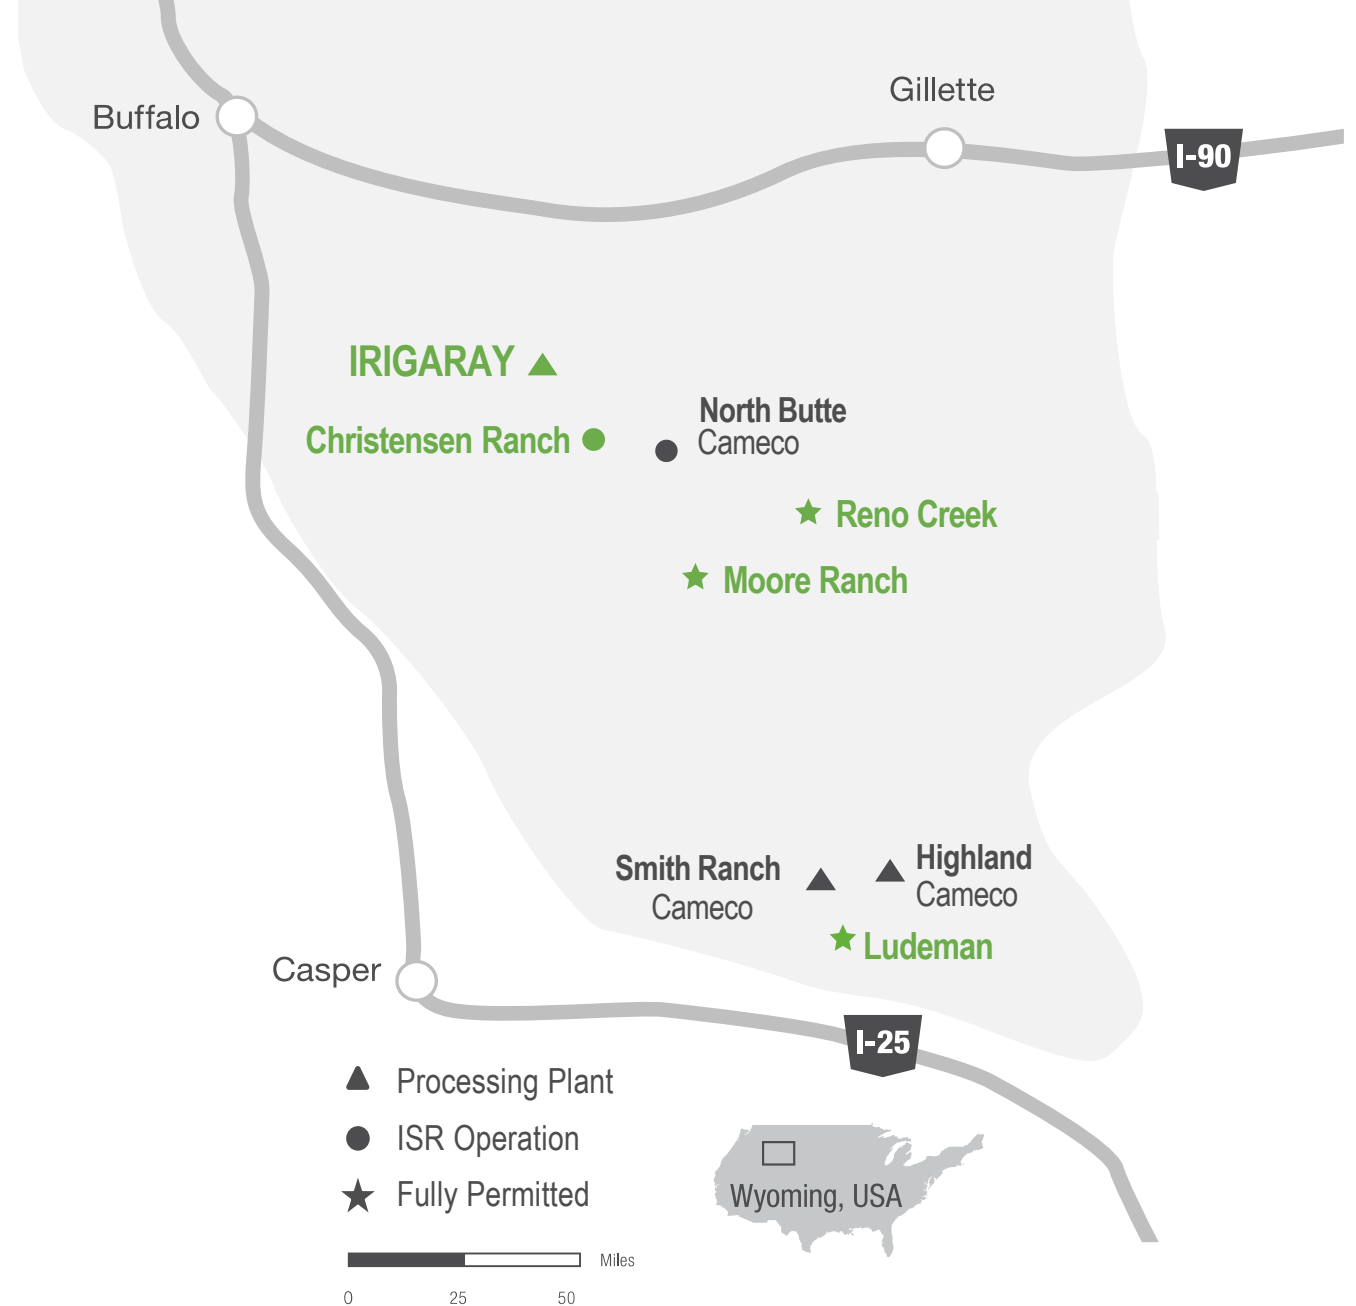 Gillette
Buffalo
I-90
IRIGARAY
North Butte
Cameco
Christensen Ranch
Reno Creek
Moore Ranch
Highland
Cameco
Smith Ranch
Cameco
Ludeman
Casper
I-25
Processing Plant
ISR Operation
Fully Permitted
Wyoming, USA
Miles
0 25 50